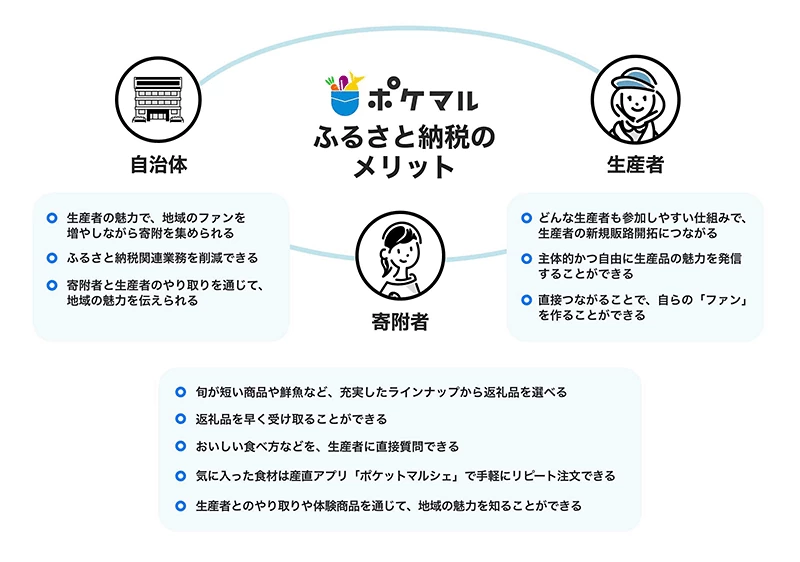 ポケマル
ふるさと納税の
メリット
自治体
生産者の魅力で、地域のファンを
増やしながら寄附を集められる
ふるさと納税関連業務を削減できる
寄附者と生産者のやり取りを通じて、
地域の魅力を伝えられる
生産者
どんな生産者も参加しやすい仕組みで、
生産者の新規販路開拓につながる
主体的かつ自由に生産品の魅力を発信
することができる
直接つながることで、自らの「ファン」
を作ることができる
寄附者
旬が短い商品や鮮魚など、充実したラインナップから返礼品を選べる
返礼品を早く受け取ることができる
おいしい食べ方などを、生産者に直接質問できる
気に入った食材は産直アプリ「ポケットマルシェ」で手軽にリピート注文できる
生産者とのやり取りや体験商品を通じて、地域の魅力を知ることができる